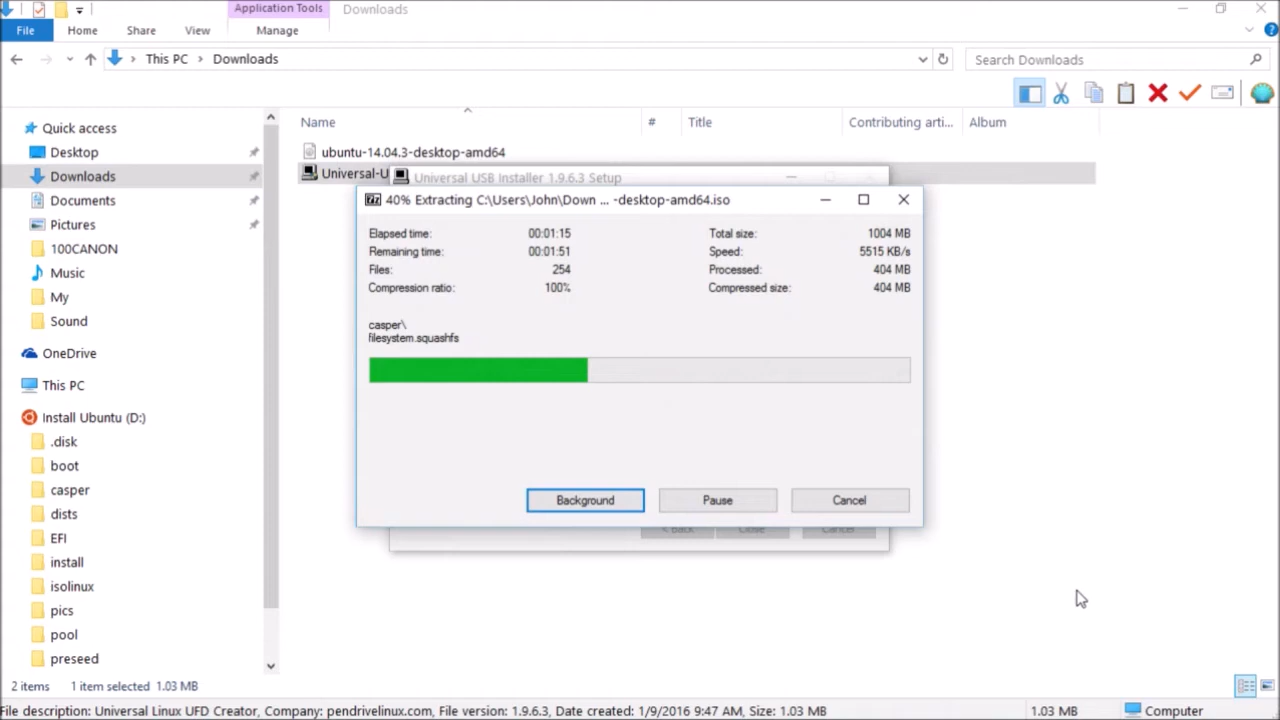 Application Tools
Downloads
File
Home
Share
View
Manage
This PC
Downloads
Search Downloads
Name
#
Title
Contributing arti...
Album
Quick access
Desktop
Downloads
Documents
Pictures
100CANON
Music
My
Sound
OneDrive
This PC
Install Ubuntu (D:)
.disk
boot
casper
dists
EFI
install
isolinux
pics
pool
preseed
ubuntu-14.04.3-desktop-amd64
Universal-U
Universal USB Installer 1.9.6.3 Setup
40% Extracting C:\Users\John\Down ... -desktop-amd64.iso
Elapsed time: 00:01:15 Total size: 1004 MB
Remaining time: 00:01:51 Speed: 5515 KB/s
Files: 254 Processed: 404 MB
Compression ratio: 100% Compressed size: 404 MB
casper\
filesystem.squashfs
Background
Pause
Cancel
< Back
Close
Cancel
2 items 1 item selected 1.03 MB
File description: Universal Linux UFD Creator, Company: pendrivelinux.com, File version: 1.9.6.3, Date created: 1/9/2016 9:47 AM, Size: 1.03 MB
1.03 MB
Computer